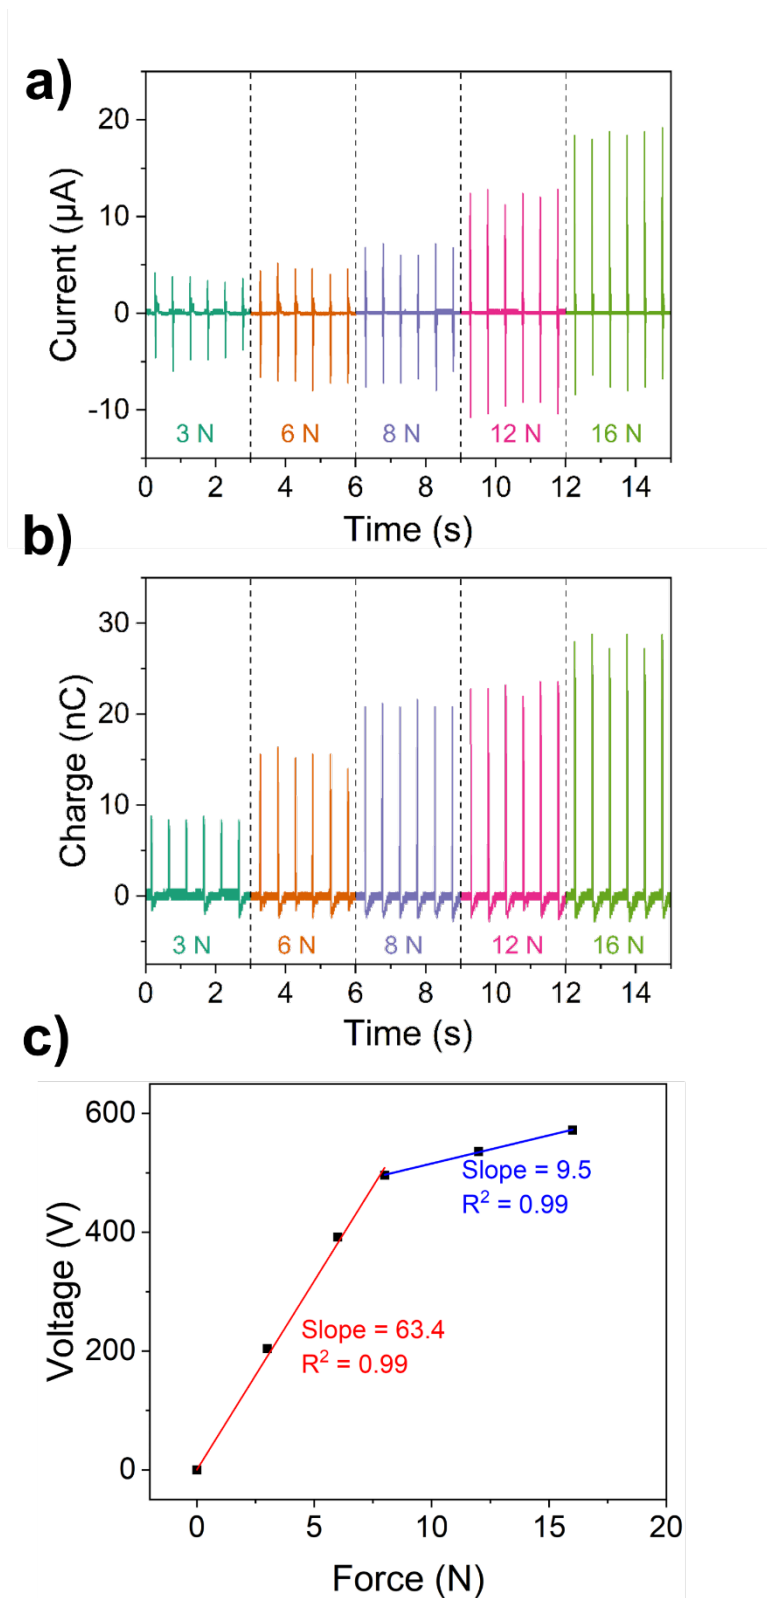 a)
20
10
0
-10
Current (µA)
3 N 6 N 8 N 12 N 16 N
0 2 4 6 8 10 12 14
Time (s)
b)
30
20
10
0
Charge (nC)
3 N 6 N 8 N 12 N 16 N
0 2 4 6 8 10 12 14
Time (s)
c)
600
400
200
0
Voltage (V)
Slope = 9.5
R² = 0.99
Slope = 63.4
R² = 0.99
0 5 10 15 20
Force (N)